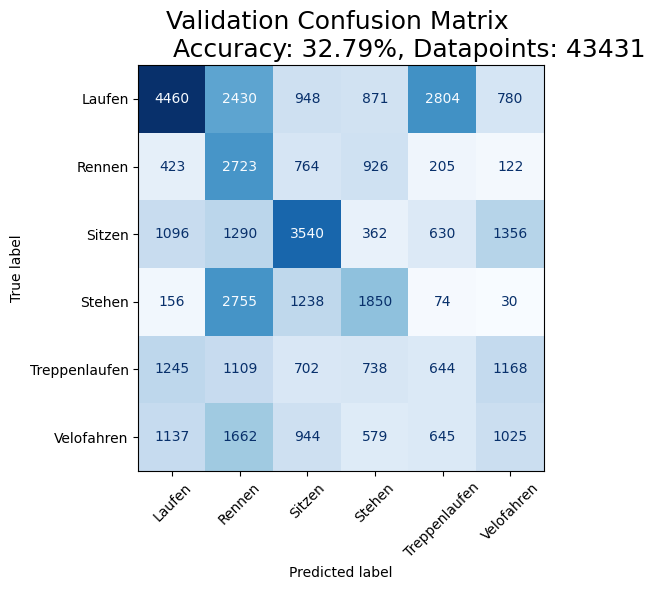 Validation Confusion Matrix
Accuracy: 32.79%, Datapoints: 43431
Laufen 4460 2430 948 871 2804 780
Rennen 423 2723 764 926 205 122
Sitzen 1096 1290 3540 362 630 1356
Stehen 156 2755 1238 1850 74 30
Treppenlaufen 1245 1109 702 738 644 1168
Velofahren 1137 1662 944 579 645 1025
True label
Laufen Rennen Sitzen Stehen Treppenlaufen Velofahren
Predicted label